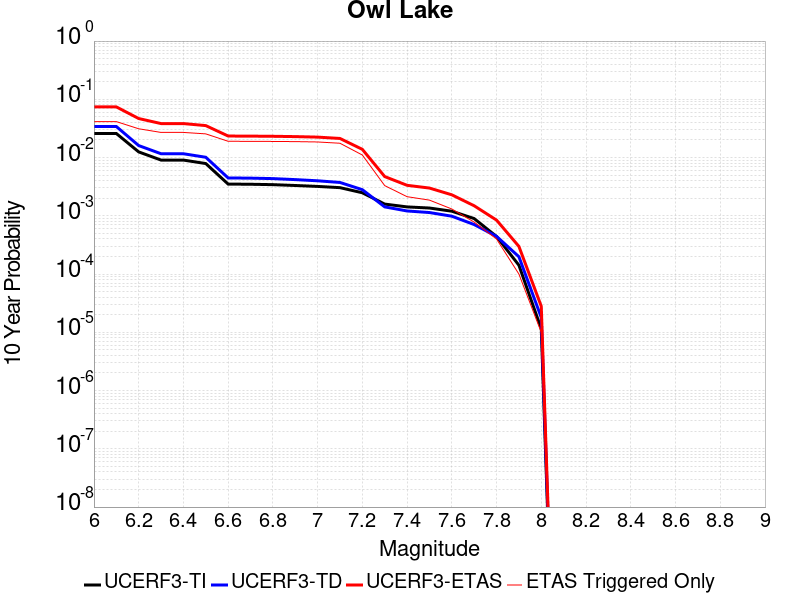 Owl Lake
10 Year Probability
10^0
10^-1
10^-2
10^-3
10^-4
10^-5
10^-6
10^-7
10^-8
6 6.2 6.4 6.6 6.8 7 7.2 7.4 7.6 7.8 8 8.2 8.4 8.6 8.8 9
Magnitude
UCERF3-TI UCERF3-TD UCERF3-ETAS ETAS Triggered Only